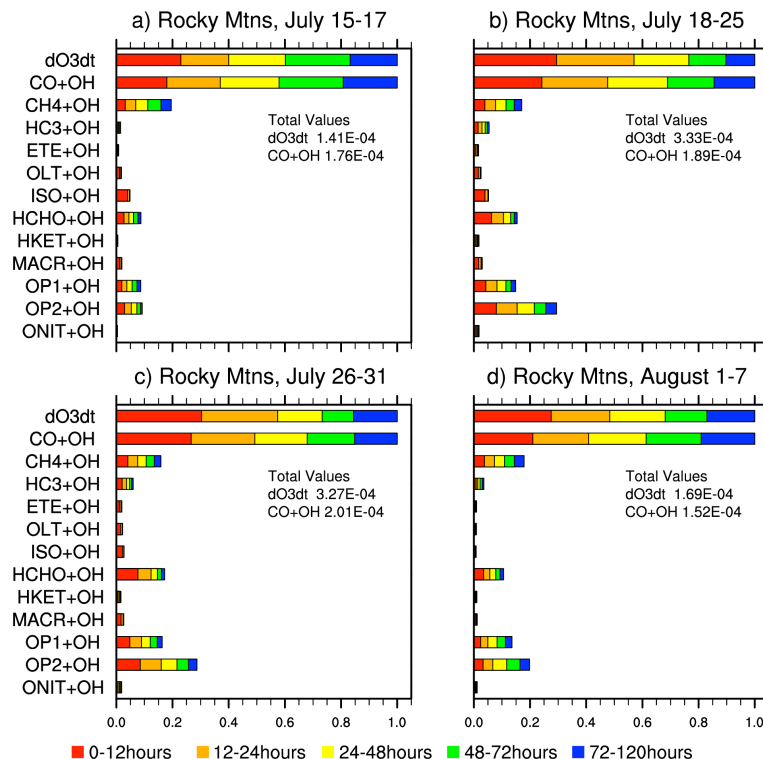 a) Rocky Mtns, July 15-17
b) Rocky Mtns, July 18-25
dO3dt
CO+OH
CH4+OH
HC3+OH
ETE+OH
OLT+OH
ISO+OH
HCHO+OH
HKET+OH
MACR+OH
OP1+OH
OP2+OH
ONIT+OH
Total Values
dO3dt 1.41E-04
CO+OH 1.76E-04
Total Values
dO3dt 3.33E-04
CO+OH 1.89E-04
c) Rocky Mtns, July 26-31
d) Rocky Mtns, August 1-7
dO3dt
CO+OH
CH4+OH
HC3+OH
ETE+OH
OLT+OH
ISO+OH
HCHO+OH
HKET+OH
MACR+OH
OP1+OH
OP2+OH
ONIT+OH
Total Values
dO3dt 3.27E-04
CO+OH 2.01E-04
Total Values
dO3dt 1.69E-04
CO+OH 1.52E-04
0.0 0.2 0.4 0.6 0.8 1.0
0.0 0.2 0.4 0.6 0.8 1.0
0-12hours 12-24hours 24-48hours 48-72hours 72-120hours